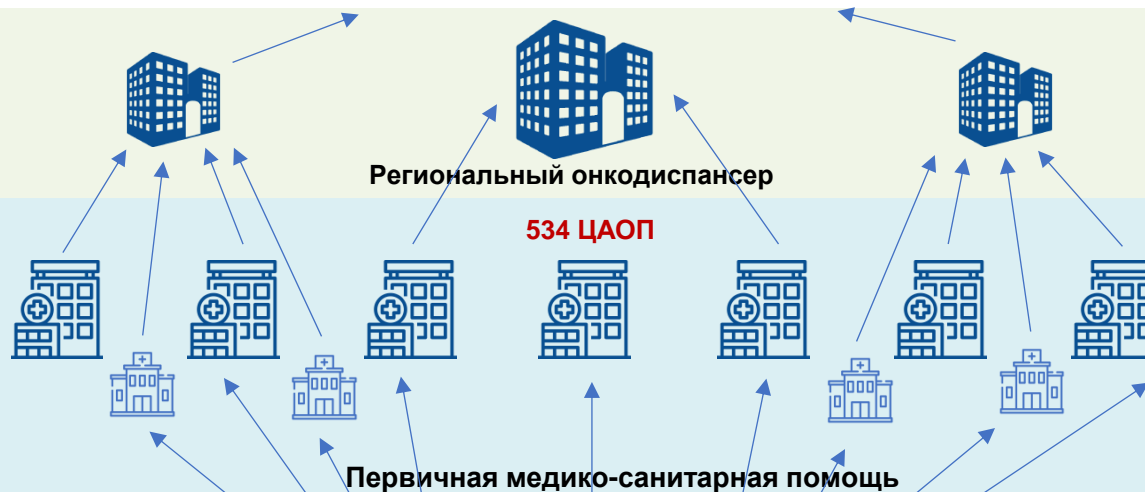 Региональный онкодиспансер
534 ЦАОП
Первичная медико-санитарная помощь